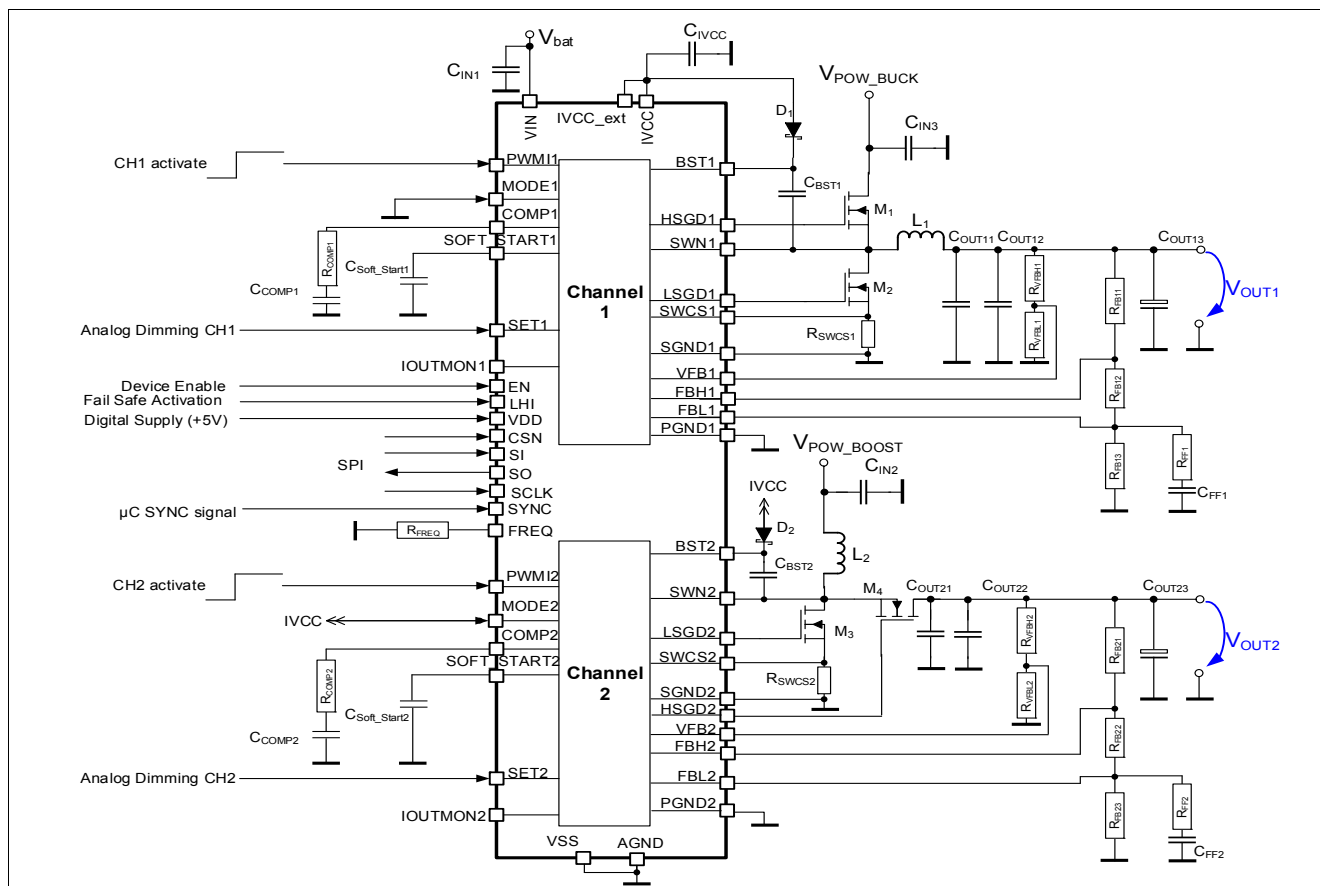 Vbat
CIN1
CIVCC
VIN
IVCC_ext
IVCC
D1
VPOW_BUCK
CIN3
CH1 activate
PWMI1
BST1
MODE1
CBST1
COMP1
HSGD1
M1
L1
SOFT_START1
SWN1
COUT11
COUT12
COUT13
RCOMP1
CSoft_Start1
CCOMP1
Channel
1
LSGD1
M2
RVFBH1
RFB11
VOUT1
SWCS1
RSWCS1
RVFBL1
Analog Dimming CH1
SET1
SGND1
IOUTMON1
VFB1
Device Enable
EN
FBH1
RFB12
Fail Safe Activation
LHI
FBL1
Digital Supply (+5V)
VDD
PGND1
CSN
SI
SPI
SO
SCLK
VPOW_BOOST
CIN2
RFB13
RFF1
CFF1
µC SYNC signal
SYNC
IVCC
RFREQ
FREQ
D2
L2
BST2
CBST2
CH2 activate
PWMI2
SWN2
M4
COUT21
COUT22
COUT23
MODE2
IVCC
COMP2
LSGD2
M3
RVFBH2
RFB21
VOUT2
SOFT_START2
SWCS2
RCOMP2
CSoft_Start2
CCOMP2
Channel
2
RSWCS2
RVFBL2
SGND2
HSGD2
VFB2
RFB22
FBH2
Analog Dimming CH2
SET2
FBL2
IOUTMON2
PGND2
RFB23
RFF2
CFF2
VSS
AGND